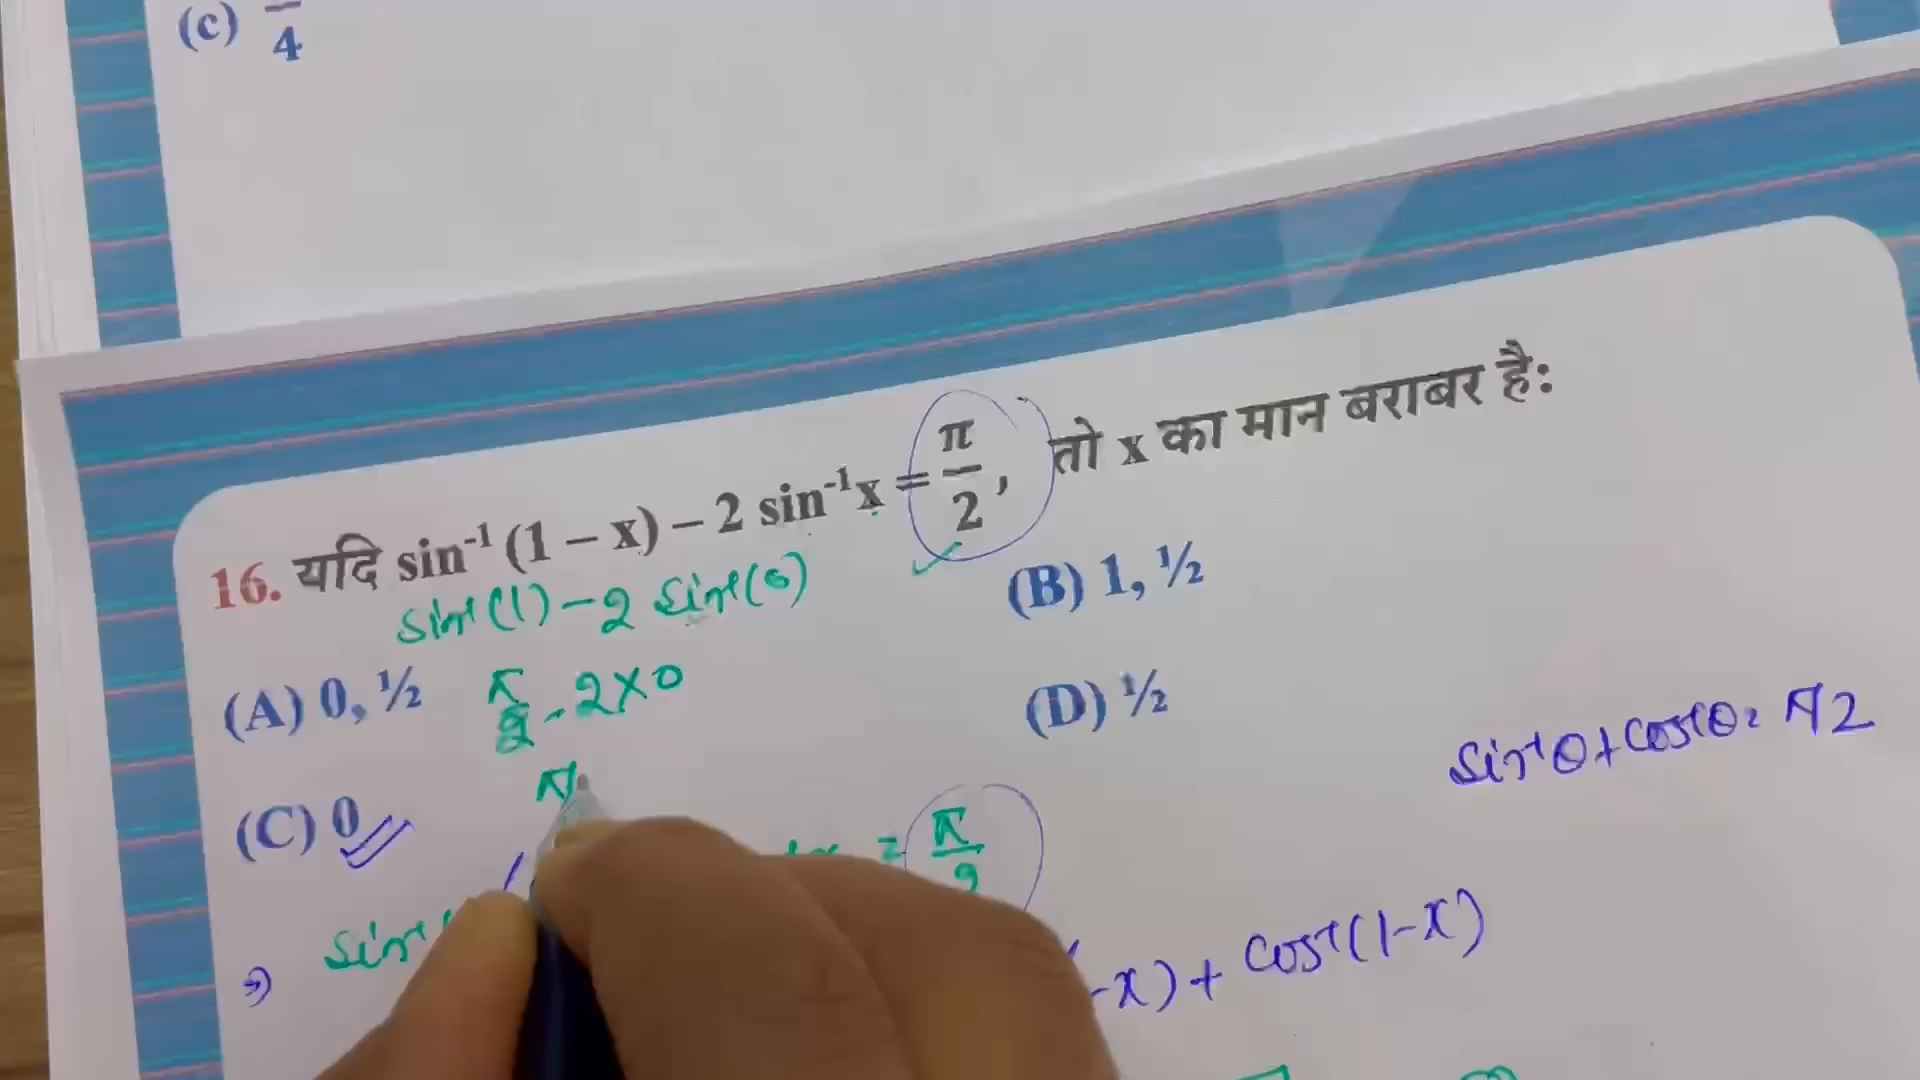 (c) 4
16. यदि sin⁻¹ (1 – x) – 2 sin⁻¹x = π/2, तो x का मान बराबर है:
sin⁻¹(1) – 2 sin⁻¹(0)
(A) 0, ½
(B) 1, ½
π/2 - 2×0
(C) 0
(D) ½
sin⁻¹θ + cos⁻¹θ = π/2
π/
= π/2
⇒ sin⁻¹
-x) + cos⁻¹(1-x)